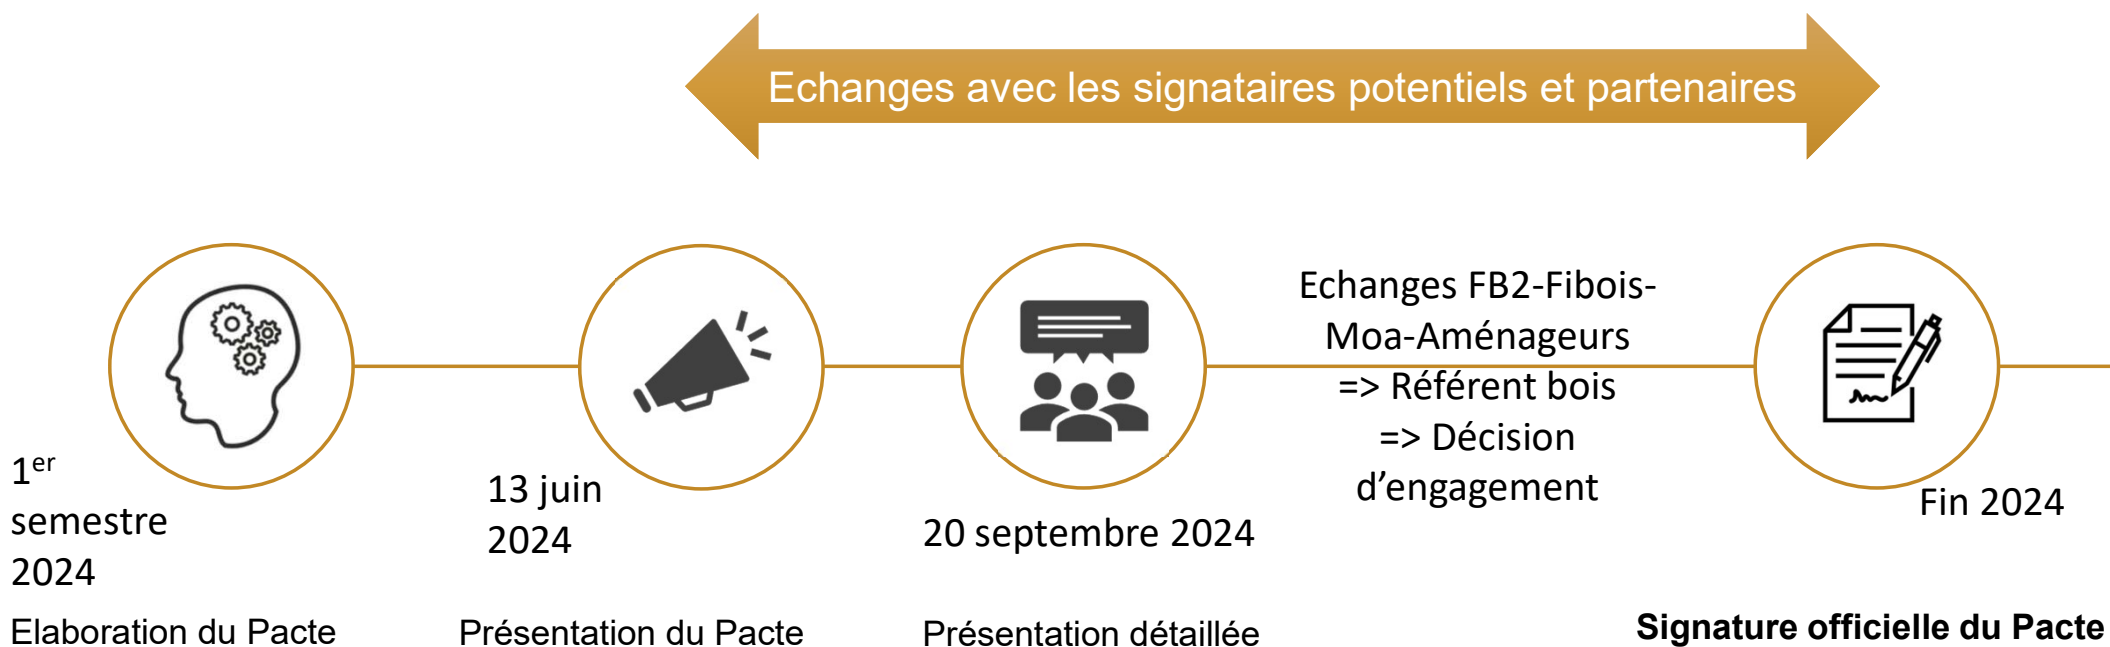 Echanges avec les signataires potentiels et partenaires
1er
semestre
2024
Elaboration du Pacte
13 juin
2024
Présentation du Pacte
20 septembre 2024
Présentation détaillée
Echanges FB2-Fibois-
Moa-Aménageurs
=> Référent bois
=> Décision
d’engagement
Fin 2024
Signature officielle du Pacte